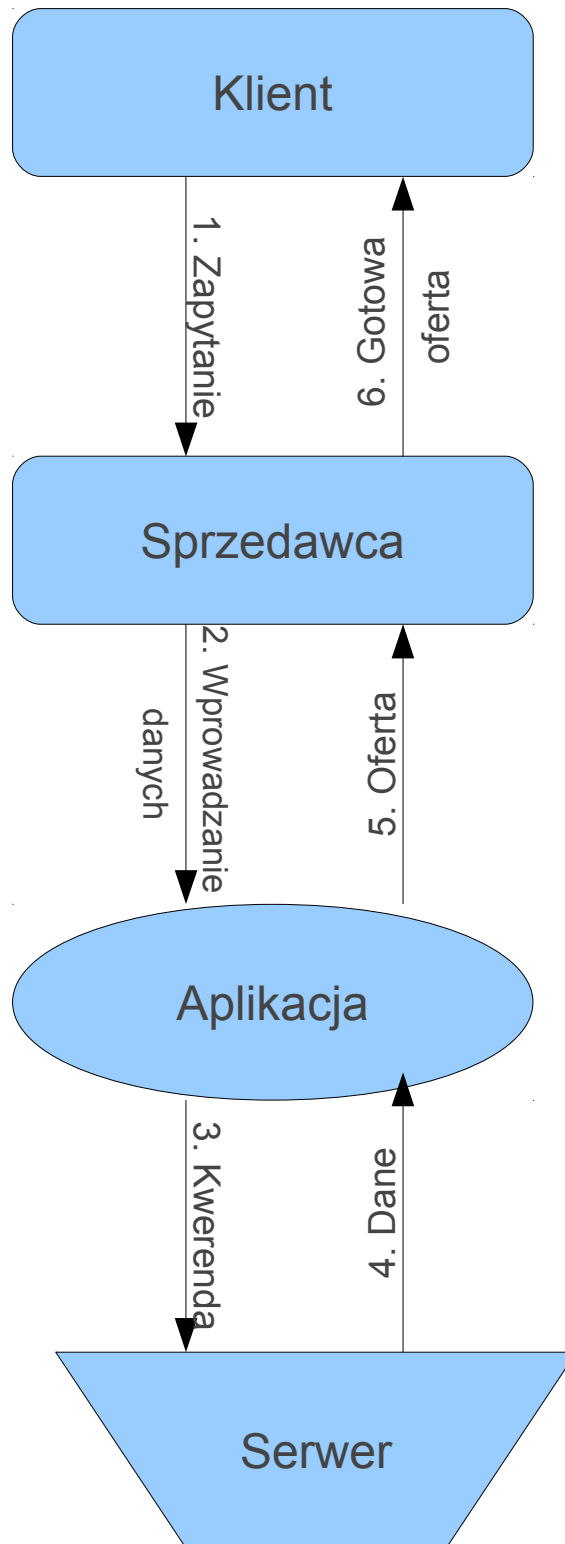 Klient
1. Zapytanie
6. Gotowa
oferta
Sprzedawca
2. Wprowadzanie
danych
5. Oferta
Aplikacja
3. Kwerenda
4. Dane
Serwer